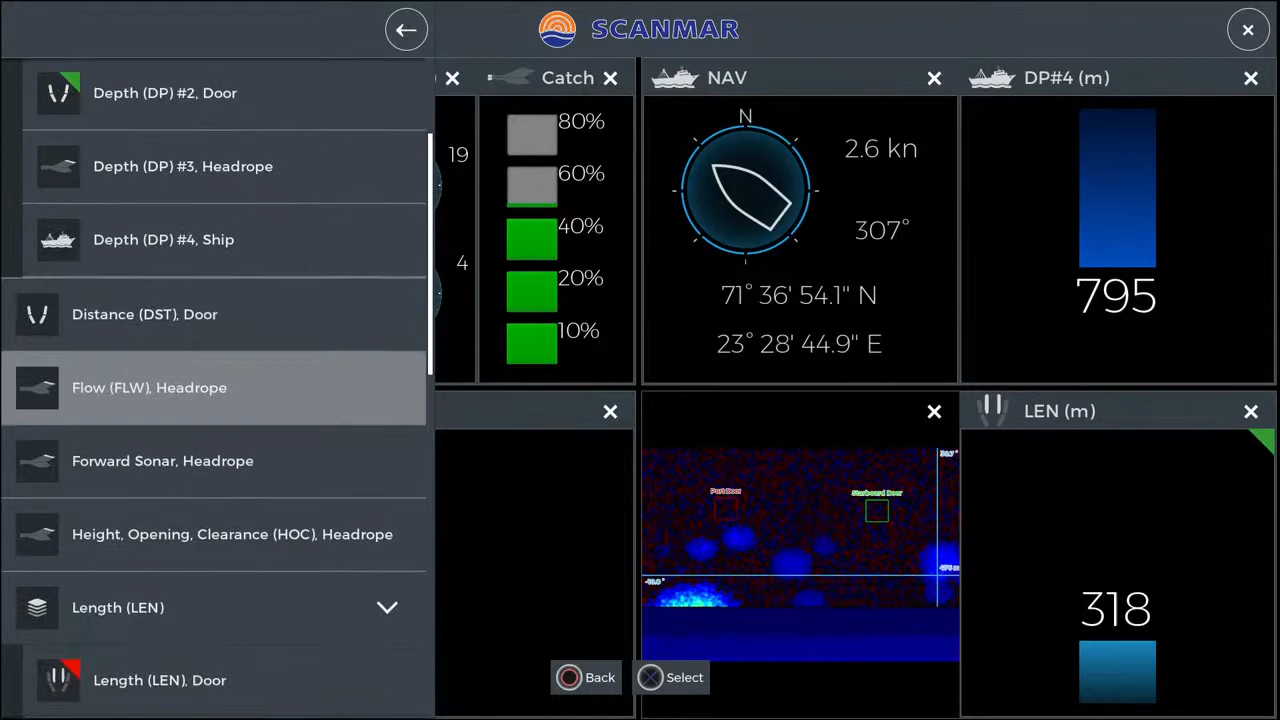 SCANMAR
Depth (DP) #2, Door
Depth (DP) #3, Headrope
Depth (DP) #4, Ship
Distance (DST), Door
Flow (FLW), Headrope
Forward Sonar, Headrope
Height, Opening, Clearance (HOC), Headrope
Length (LEN)
Length (LEN), Door
19
4
Catch
80%
60%
40%
20%
10%
NAV
N
2.6 kn
307°
71° 36' 54.1" N
23° 28' 44.9" E
DP#4 (m)
795
Port Door
Starboard Door
LEN (m)
318
Back
Select